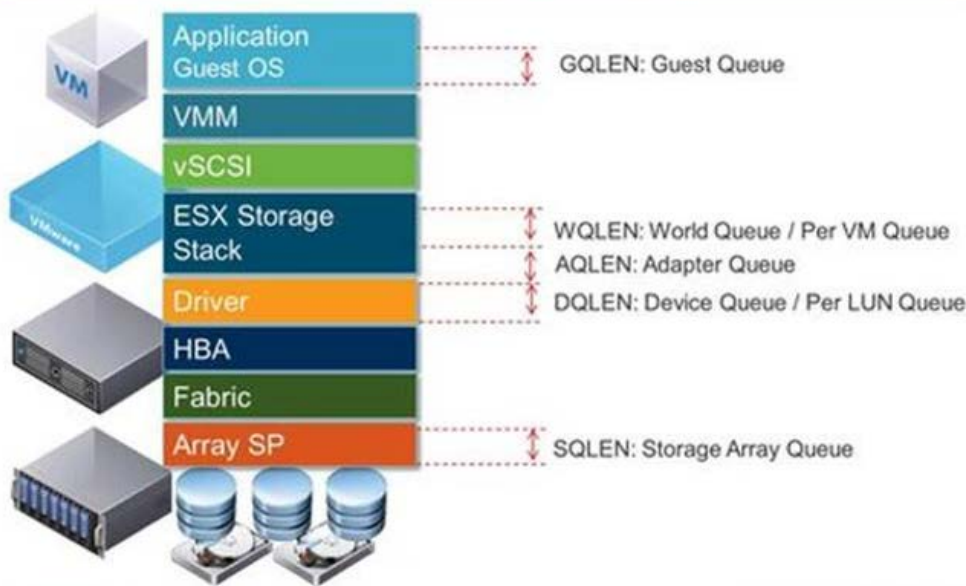 VM
Application
Guest OS
GQLEN: Guest Queue
VMM
vSCSI
VMware
ESX Storage
Stack
WQLEN: World Queue / Per VM Queue
AQLEN: Adapter Queue
Driver
DQLEN: Device Queue / Per LUN Queue
HBA
Fabric
Array SP
SQLEN: Storage Array Queue